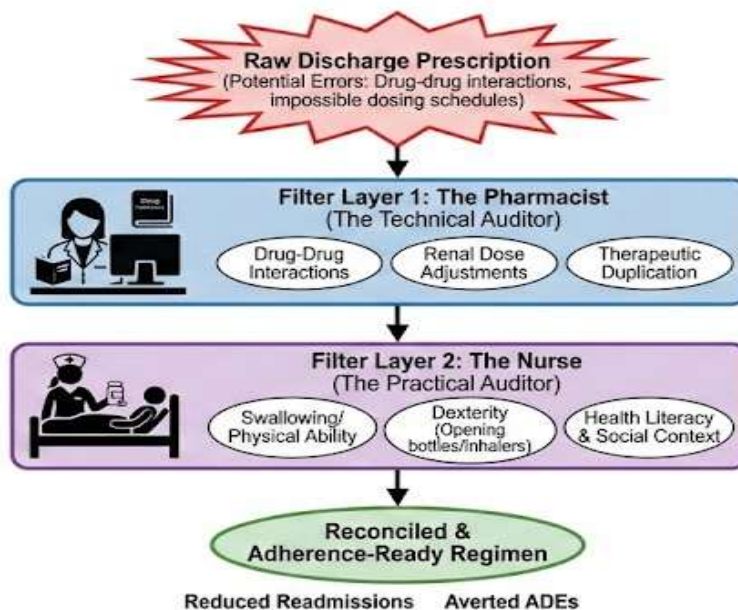 Raw Discharge Prescription
(Potential Errors: Drug-drug interactions,
impossible dosing schedules)
Filter Layer 1: The Pharmacist
(The Technical Auditor)
Drug
Drug-Drug
Interactions
Renal Dose
Adjustments
Therapeutic
Duplication
Filter Layer 2: The Nurse
(The Practical Auditor)
Swallowing/
Physical Ability
Dexterity
(Opening
bottles/inhalers)
Health Literacy
& Social Context
Reconciled &
Adherence-Ready Regimen
Reduced Readmissions Averted ADEs